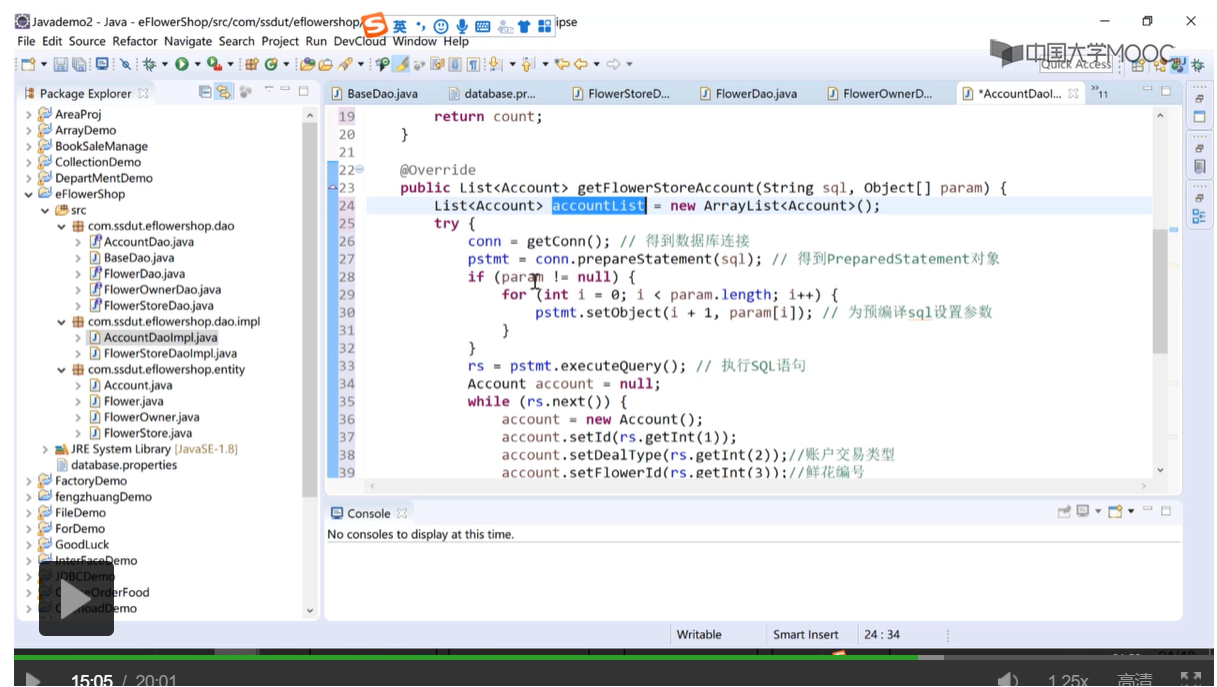 Javademo2 - Java - eFlowerShop/src/com/ssdut/eflowershop/
英
ipse
File Edit Source Refactor Navigate Search Project Run DevCloud Window Help
中国大学MOOC
Quick Access
Package Explorer
BaseDao.java
database.pr...
FlowerStoreD...
FlowerDao.java
FlowerOwnerD...
*AccountDaoI...
»11
AreaProj
ArrayDemo
BookSaleManage
CollectionDemo
DepartMentDemo
eFlowerShop
src
com.ssdut.eflowershop.dao
AccountDao.java
BaseDao.java
FlowerDao.java
FlowerOwnerDao.java
FlowerStoreDao.java
com.ssdut.eflowershop.dao.impl
AccountDaoImpl.java
FlowerStoreDaoImpl.java
com.ssdut.eflowershop.entity
Account.java
Flower.java
FlowerOwner.java
FlowerStore.java
JRE System Library [JavaSE-1.8]
database.properties
FactoryDemo
fengzhuangDemo
FileDemo
ForDemo
GoodLuck
InterFaceDemo
JDBCDemo
19 return count;
20 }
21
22 @Override
23 public List<Account> getFlowerStoreAccount(String sql, Object[] param) {
24 List<Account> accountList = new ArrayList<Account>();
25 try {
26 conn = getConn(); // 得到数据库连接
27 pstmt = conn.prepareStatement(sql); // 得到PreparedStatement对象
28 if (param != null) {
29 for (int i = 0; i < param.length; i++) {
30 pstmt.setObject(i + 1, param[i]); // 为预编译sql设置参数
31 }
32 }
33 rs = pstmt.executeQuery(); // 执行SQL语句
34 Account account = null;
35 while (rs.next()) {
36 account = new Account();
37 account.setId(rs.getInt(1));
38 account.setDealType(rs.getInt(2));//账户交易类型
39 account.setFlowerId(rs.getInt(3));//鲜花编号
Console
No consoles to display at this time.
Writable
Smart Insert
24 : 34
15:05 / 20:01
1.25x
高清